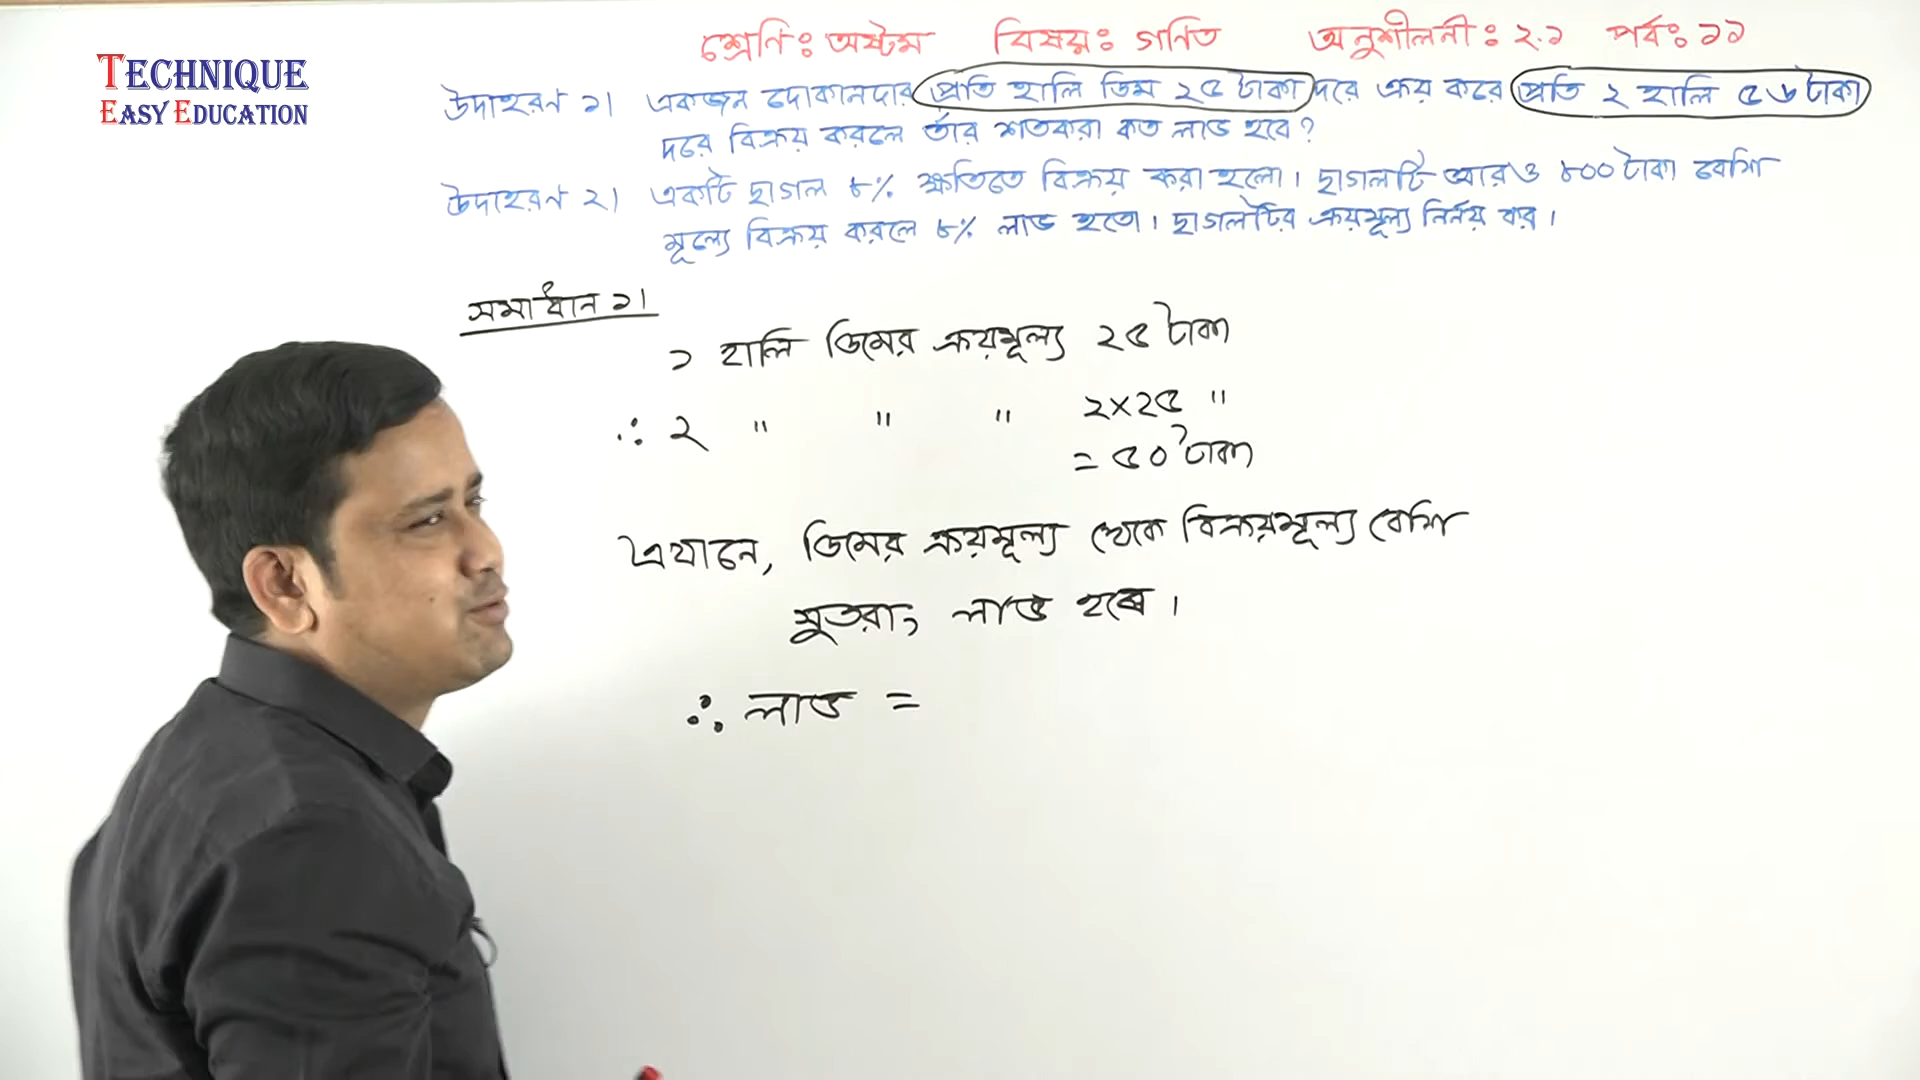 TECHNIQUE
EASY EDUCATION
শ্রেণি: অষ্টম বিষয়: গণিত অনুশীলনী: ২.১ পর্ব: ১১
উদাহরণ ১। একজন দোকানদার প্রতি হালি ডিম ২৫ টাকা দরে ক্রয় করে প্রতি ২ হালি ৫৬ টাকা
দরে বিক্রয় করলে তাঁর শতকরা কত লাভ হবে?
উদাহরণ ২। একটি ছাগল ৮% ক্ষতিতে বিক্রয় করা হলো। ছাগলটি আরও ৮০০ টাকা বেশি
মূল্যে বিক্রয় করলে ৮% লাভ হতো। ছাগলটির ক্রয়মূল্য নির্ণয় কর।
সমাধান ১।
১ হালি ডিমের ক্রয়মূল্য ২৫ টাকা
∴ ২ " " " ২×২৫ "
= ৫০ টাকা
এখানে, ডিমের ক্রয়মূল্য থেকে বিক্রয়মূল্য বেশি
সুতরাং লাভ হবে।
∴ লাভ =